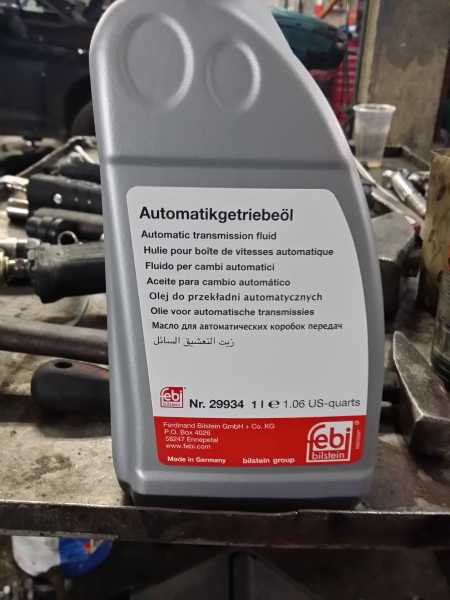 Automatikgetriebeöl
Automatic transmission fluid
Hulie pour boîte de vitesses automatique
Fluido per cambi automatici
Aceite para cambio automático
Olej do przekładni automatycznych
Olie voor automatische transmissies
Масло для автоматических коробок передач
زيت التعشيق السائل
febi
bilstein
Nr. 29934 1 l ℮ 1.06 US-quarts
Ferdinand Bilstein GmbH + Co. KG
P.O. Box 4026
58247 Ennepetal
www.febi.com
Made in Germany bilstein group
febi
bilstein